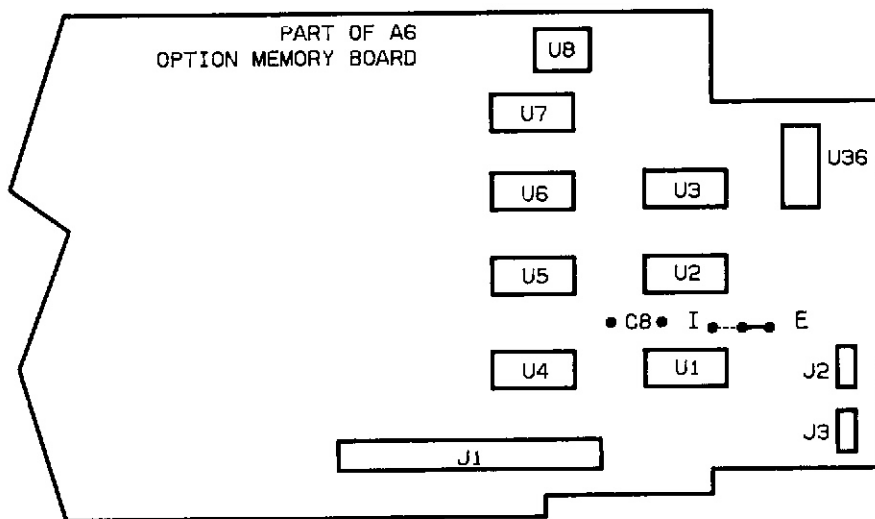 PART OF A6
OPTION MEMORY BOARD
U8
U7
U36
U6
U3
U5
U2
C8 I E
U4
U1
J2
J3
J1